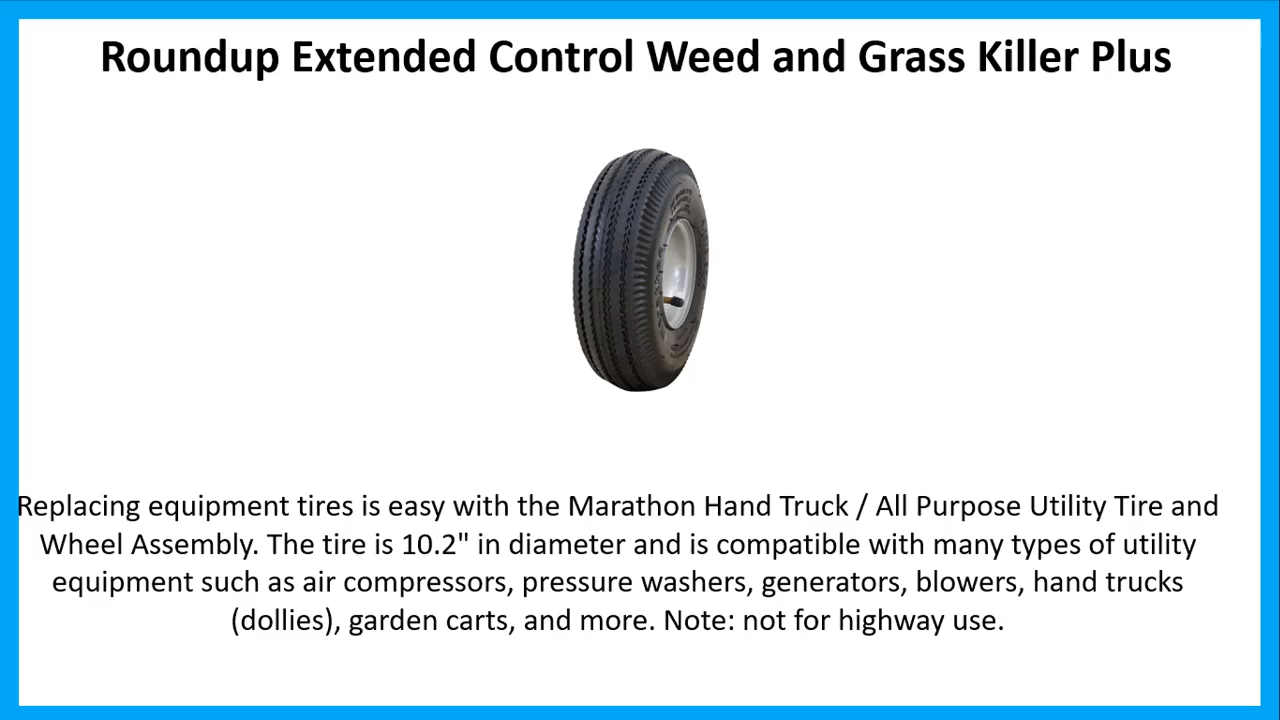 Roundup Extended Control Weed and Grass Killer Plus
Replacing equipment tires is easy with the Marathon Hand Truck / All Purpose Utility Tire and
Wheel Assembly. The tire is 10.2" in diameter and is compatible with many types of utility
equipment such as air compressors, pressure washers, generators, blowers, hand trucks
(dollies), garden carts, and more. Note: not for highway use.